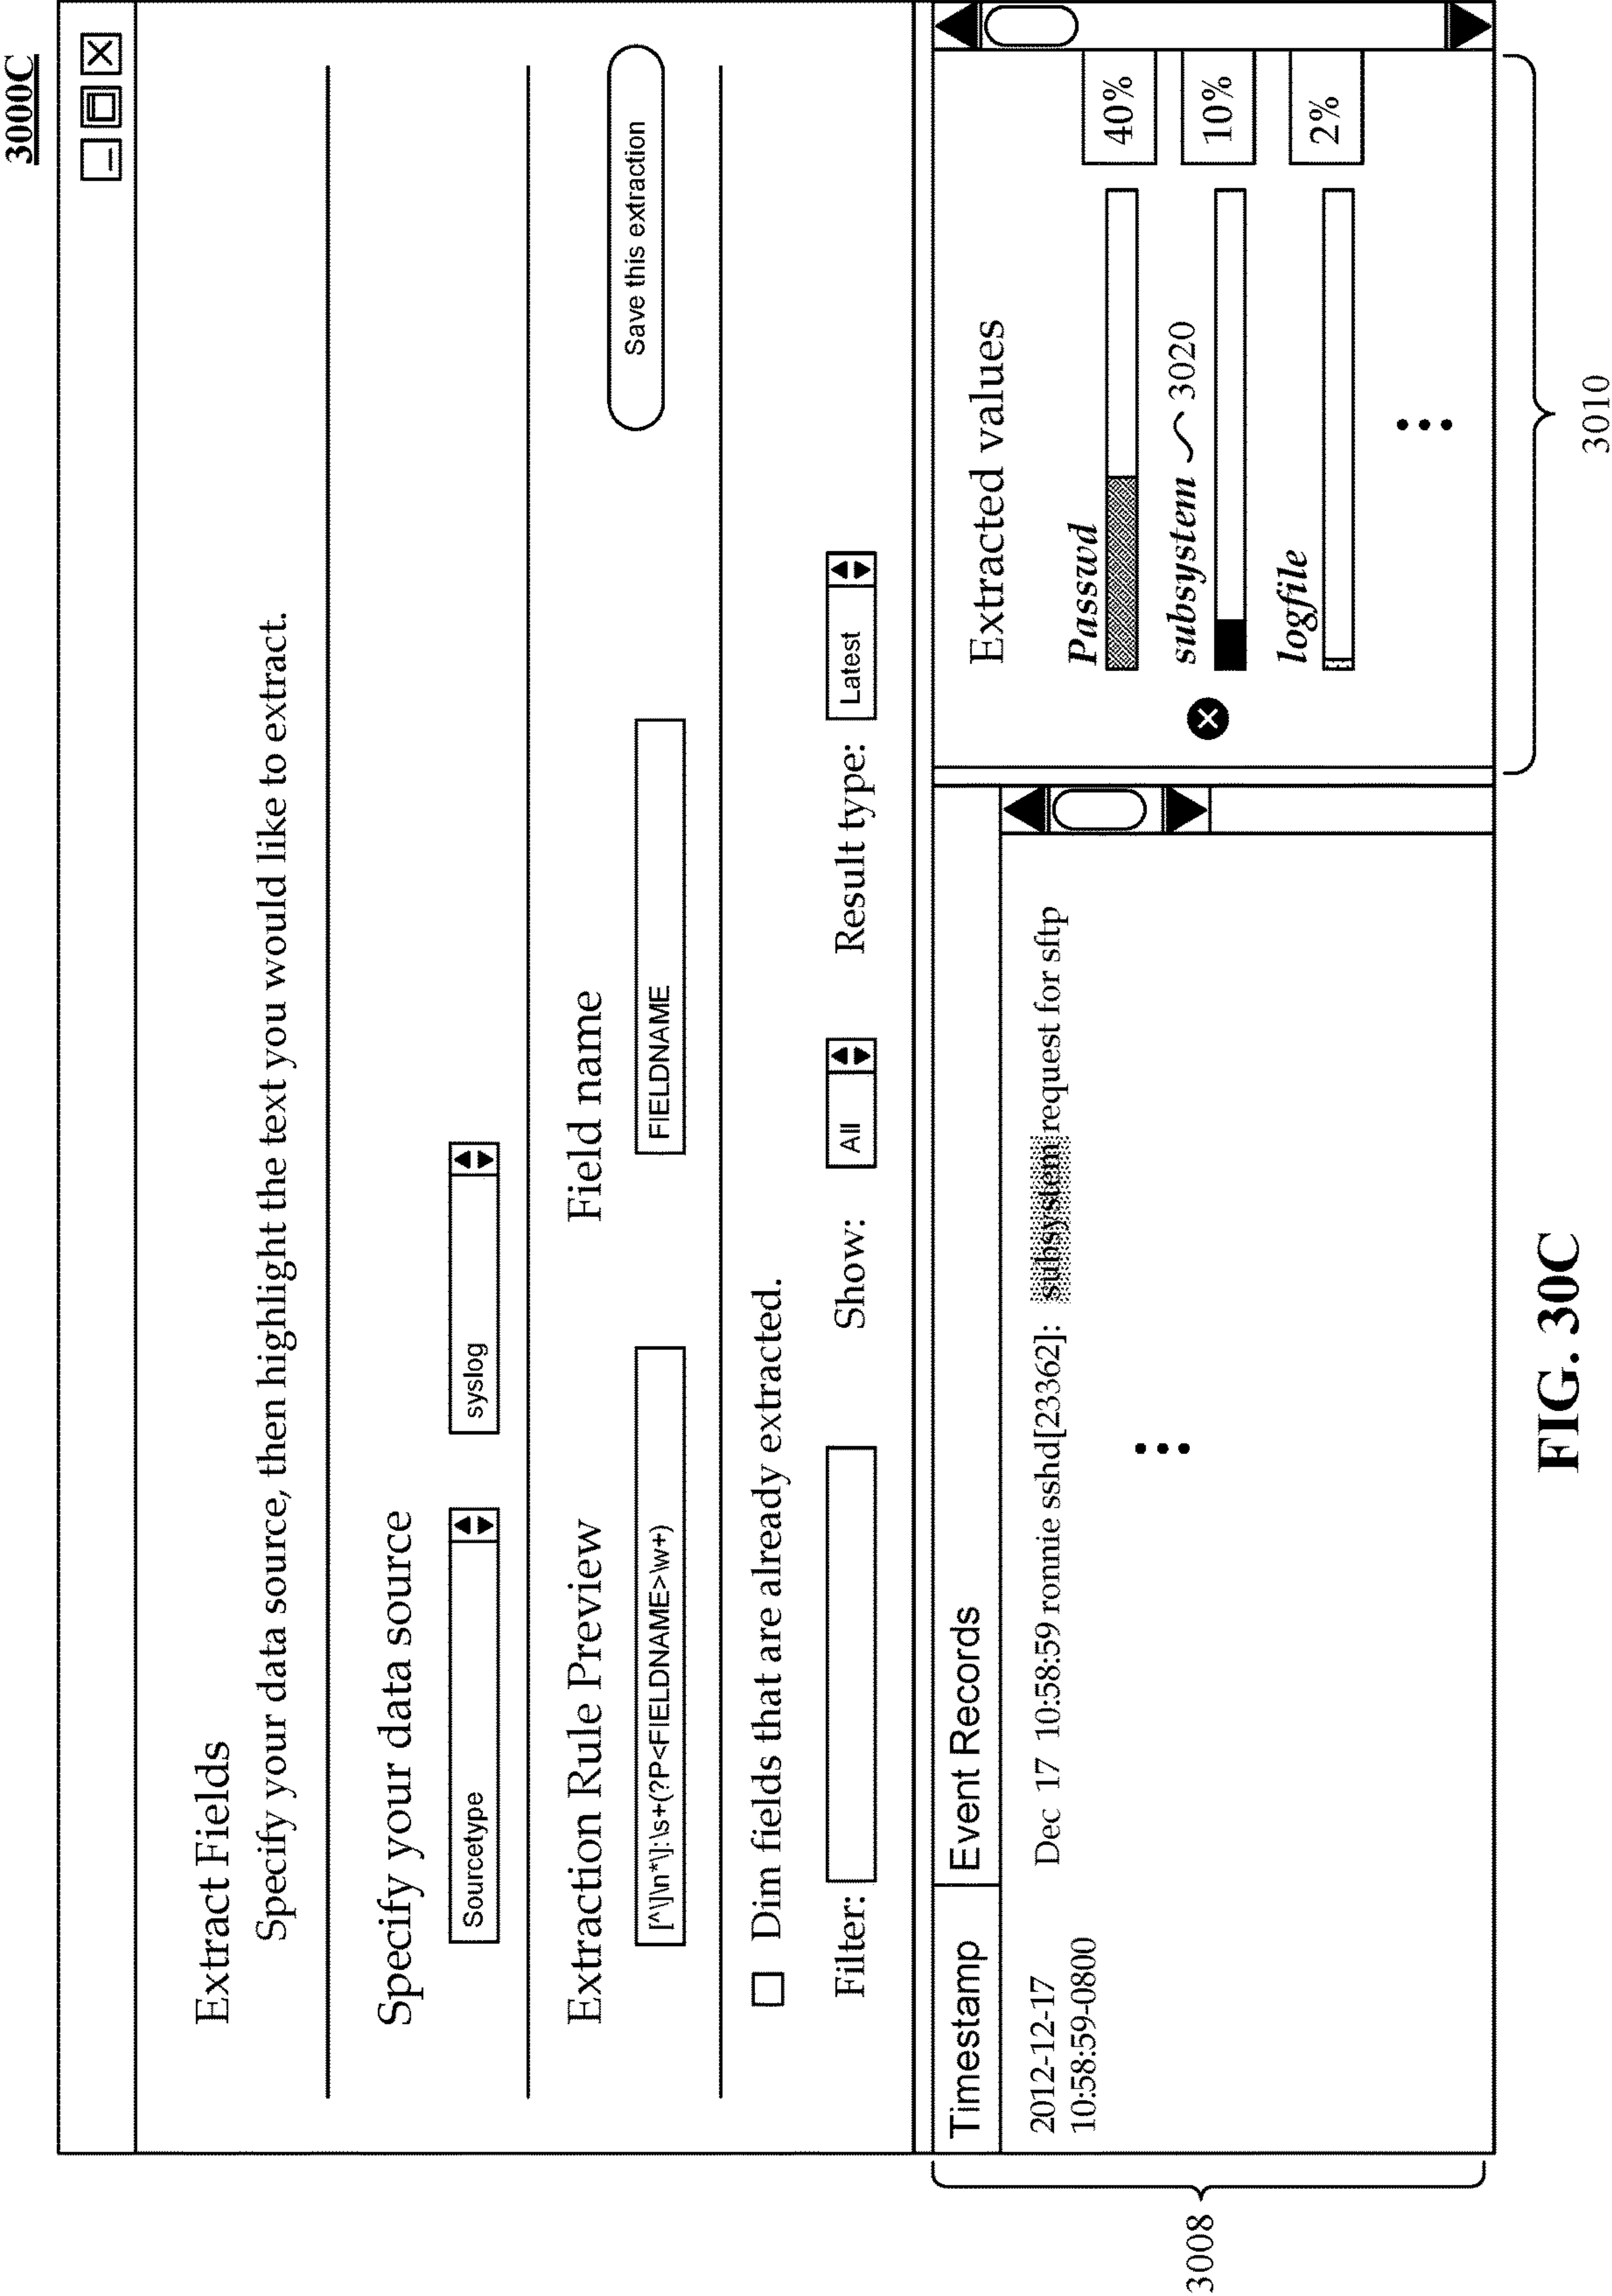 3000C
Extract Fields
Specify your data source, then highlight the text you would like to extract.
Specify your data source
Sourcetype syslog
Extraction Rule Preview Field name
[^\]\n*\]:\s+(?P<FIELDNAME>\w+) FIELDNAME Save this extraction
Dim fields that are already extracted.
Filter: Show: All Result type: Latest
Timestamp Event Records
2012-12-17
10:58:59-0800
Dec 17 10:58:59 ronnie sshd[23362]: subsystem request for sftp
Extracted values
Passwd
40%
subsystem 3020
10%
logfile
2%
3008
3010
FIG. 30C